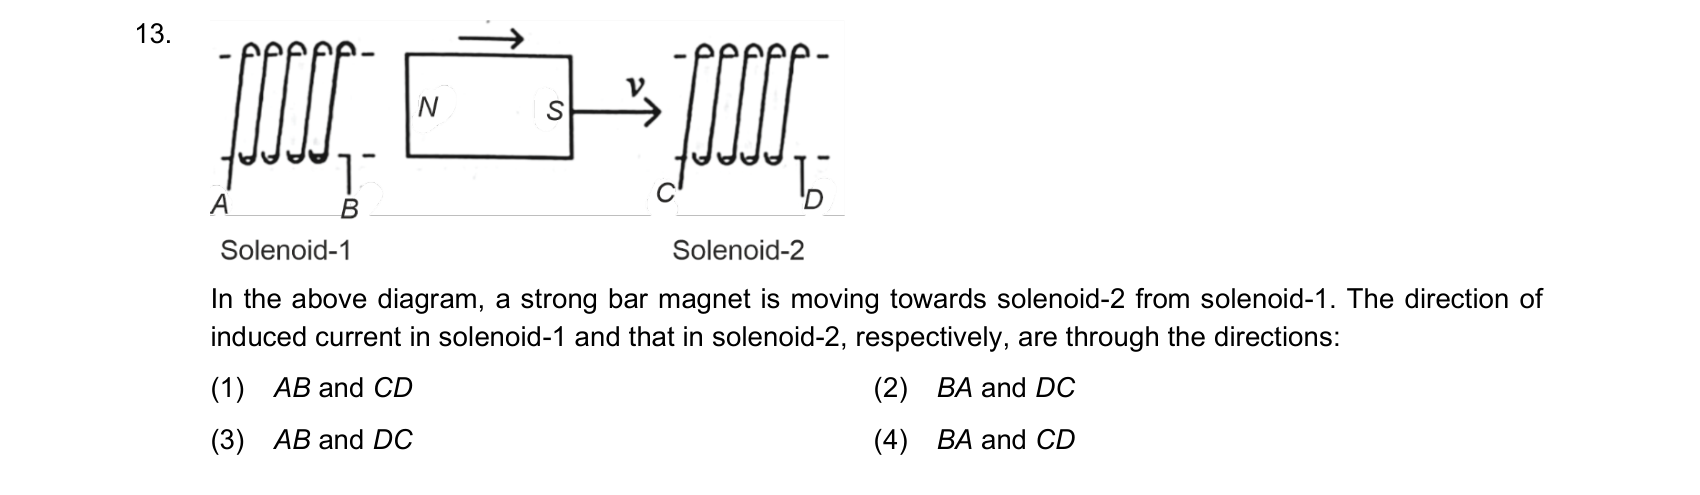 13.
N S v
A B C D
Solenoid-1 Solenoid-2
In the above diagram, a strong bar magnet is moving towards solenoid-2 from solenoid-1. The direction of
induced current in solenoid-1 and that in solenoid-2, respectively, are through the directions:
(1) AB and CD (2) BA and DC
(3) AB and DC (4) BA and CD